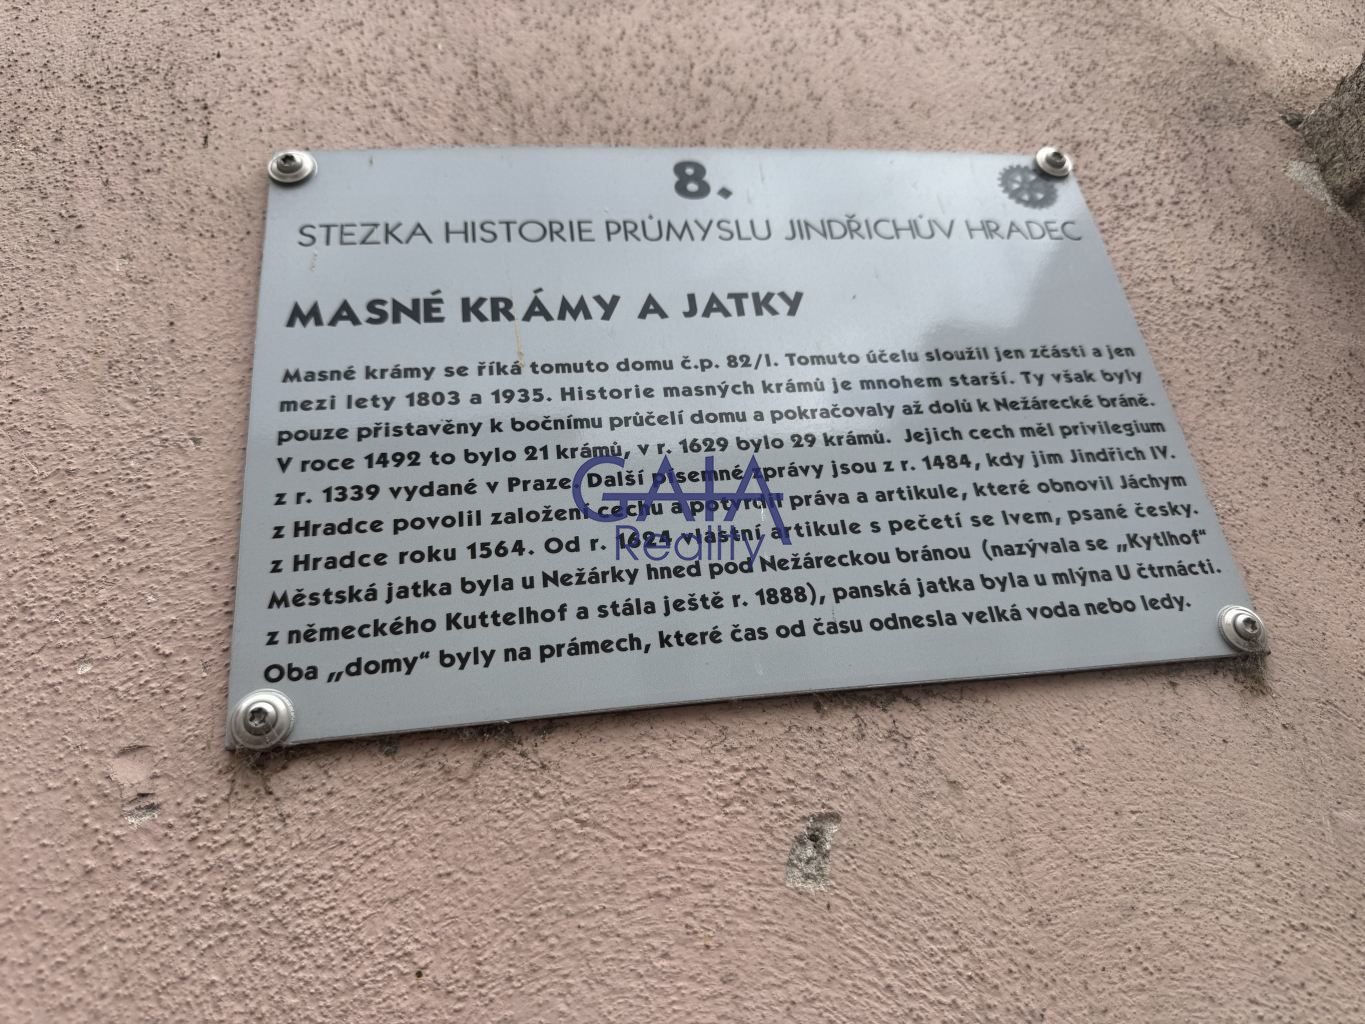 8.
STEZKA HISTORIE PRŮMYSLU JINDŘICHŮV HRADEC
MASNÉ KRÁMY A JATKY
Masné krámy se říká tomuto domu č.p. 82/I. Tomuto účelu sloužil jen zčásti a jen
mezi lety 1803 a 1935. Historie masných krámů je mnohem starší. Ty však byly
pouze přistavěny k bočnímu průčelí domu a pokračovaly až dolů k Nežárecké bráně.
V roce 1492 to bylo 21 krámů, v r. 1629 bylo 29 krámů. Jejich cech měl privilegium
z r. 1339 vydané v Praze. Další písemné zprávy jsou z r. 1484, kdy jim Jindřich IV.
z Hradce povolil založení cechu a potvrdil práva a artikule, které obnovil Jáchym
z Hradce roku 1564. Od r. 1624 vlastní artikule s pečetí se lvem, psané česky.
Městská jatka byla u Nežárky hned pod Nežáreckou bránou (nazývala se „Kytlhof“
z německého Kuttelhof a stála ještě r. 1888), panská jatka byla u mlýna U čtrnácti.
Oba „domy“ byly na prámech, které čas od času odnesla velká voda nebo ledy.
GAIA
Reality